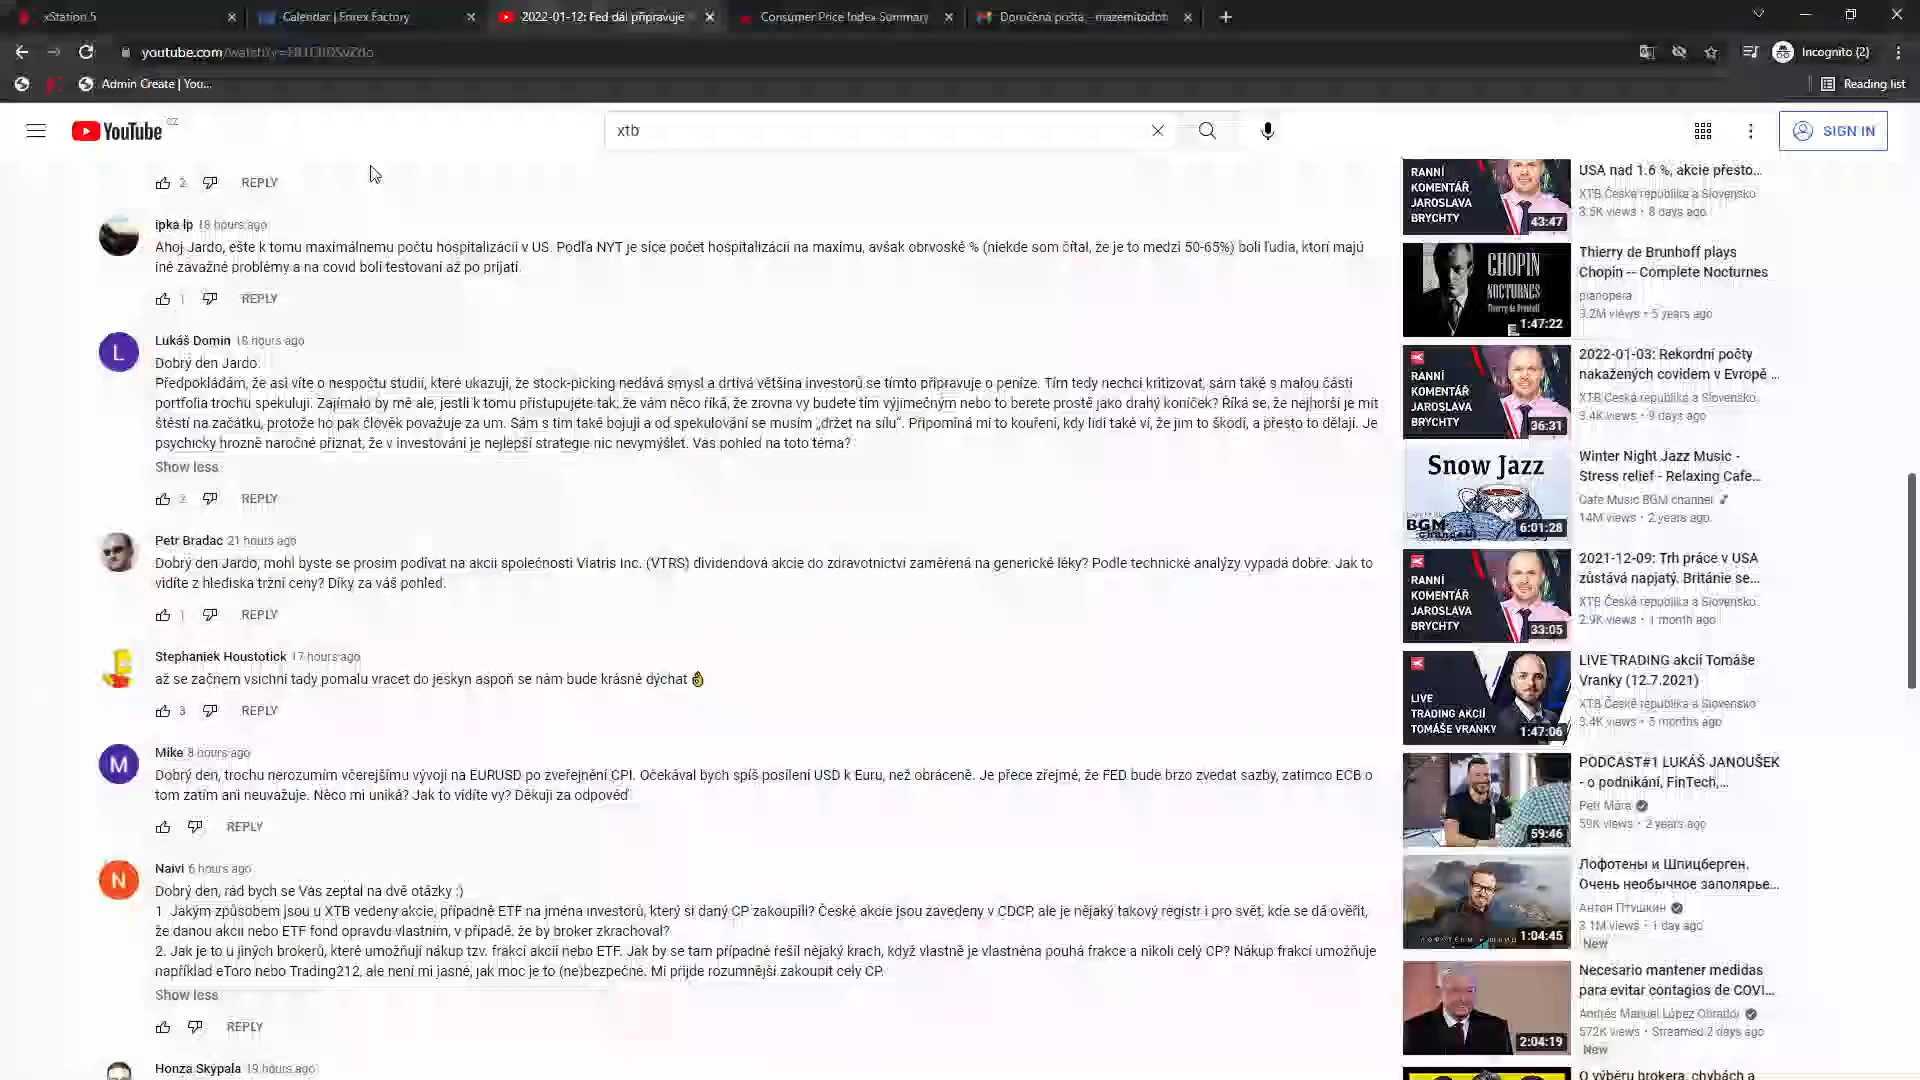 xStation 5
Calendar | Forex Factory
2022-01-12: Fed dál připravuje
Consumer Price Index Summary
Doručená pošta – mazemitodor
youtube.com/watch?v=
Incognito (2)
Admin Create | You...
Reading list
YouTube CZ
xtb
SIGN IN
2 REPLY
ipka lp 18 hours ago
Ahoj Jardo, ešte k tomu maximálnemu počtu hospitalizácií v US. Podľa NYT je síce počet hospitalizácií na maximu, avšak obrvoské % (niekde som čítal, že je to medzi 50-65%) boli ľudia, ktorí majú
iné závažné problémy a na covid boli testovaní až po prijatí.
1 REPLY
Lukáš Domin 18 hours ago
Dobrý den Jardo.
Předpokládám, že asi víte o nespočtu studií, které ukazují, že stock-picking nedává smysl a drtivá většina investorů se tímto připravuje o peníze. Tím tedy nechci kritizovat, sám také s malou částí
portfolia trochu spekuluji. Zajímalo by mě ale, jestli k tomu přistupujete tak, že vám něco říká, že zrovna vy budete tím výjimečným nebo to berete prostě jako drahý koníček? Říká se, že nejhorší je mít
štěstí na začátku, protože ho pak člověk považuje za um. Sám s tím také bojuji a od spekulování se musím „držet na sílu“. Připomíná mi to kouření, kdy lidi také ví, že jim to škodí, a přesto to dělají. Je
psychicky hrozně náročné přiznat, že v investování je nejlepší strategie nic nevymýšlet. Vás pohled na toto téma?
Show less
2 REPLY
Petr Bradac 21 hours ago
Dobrý den Jardo, mohl byste se prosím podívat na akcii společnosti Viatris Inc. (VTRS) dividendová akcie do zdravotnictví zaměřená na generické léky? Podle technické analýzy vypadá dobře. Jak to
vidíte z hlediska tržní ceny? Díky za váš pohled.
1 REPLY
Stephaniek Houstotick 17 hours ago
až se začnem vsichni tady pomalu vracet do jeskyn aspoň se nám bude krásně dýchat 👌
3 REPLY
Mike 8 hours ago
Dobrý den, trochu nerozumím včerejšímu vývoji na EURUSD po zveřejnění CPI. Očekával bych spíš posílení USD k Euru, než obráceně. Je přece zřejmé, že FED bude brzo zvedat sazby, zatímco ECB o
tom zatím ani neuvažuje. Něco mi uniká? Jak to vidíte vy? Děkuji za odpověď
REPLY
Naivi 6 hours ago
Dobrý den, rád bych se Vás zeptal na dvě otázky :)
1. Jakým způsobem jsou u XTB vedeny akcie, případně ETF na jména investorů, který si daný CP zakoupili? České akcie jsou zavedeny v CDCP, ale je nějaký takový registr i pro svět, kde se dá ověřit,
že danou akcii nebo ETF fond opravdu vlastním, v případě, že by broker zkrachoval?
2. Jak je to u jiných brokerů, které umožňují nákup tzv. frakcí akcií nebo ETF. Jak by se tam případně řešil nějaký krach, když vlastně je vlastněna pouhá frakce a nikoli celý CP? Nákup frakcí umožňuje
například eToro nebo Trading212, ale není mi jasné, jak moc je to (ne)bezpečné. Mi přijde rozumnější zakoupit celý CP.
Show less
REPLY
Honza Skýpala 19 hours ago
RANNÍ
KOMENTÁŘ
JAROSLAVA
BRYCHTY
43:47
USA nad 1.6 %, akcie přesto...
XTB Česká republika a Slovensko
3.5K views • 8 days ago
CHOPIN
NOCTURNES
Thierry de Brunhoff
1:47:22
Thierry de Brunhoff plays
Chopin -- Complete Nocturnes
pianopera
3.2M views • 5 years ago
RANNÍ
KOMENTÁŘ
JAROSLAVA
BRYCHTY
36:31
2022-01-03: Rekordní počty
nakažených covidem v Evropě ...
XTB Česká republika a Slovensko
3.4K views • 9 days ago
Snow Jazz
BGM
channel
6:01:28
Winter Night Jazz Music -
Stress relief - Relaxing Cafe...
Cafe Music BGM channel
14M views • 2 years ago
RANNÍ
KOMENTÁŘ
JAROSLAVA
BRYCHTY
33:05
2021-12-09: Trh práce v USA
zůstává napjatý. Británie se...
XTB Česká republika a Slovensko
2.9K views • 1 month ago
LIVE
TRADING AKCIÍ
TOMÁŠE VRANKY
1:47:06
LIVE TRADING akcií Tomáše
Vranky (12.7.2021)
XTB Česká republika a Slovensko
3.4K views • 5 months ago
59:46
PODCAST#1 LUKÁŠ JANOUŠEK
- o podnikání, FinTech,...
Petr Mára
59K views • 2 years ago
1:04:45
Лофотены и Шпицберген.
Очень необычное заполярье...
Антон Птушкин
3.1M views • 1 day ago
New
2:04:19
Necesario mantener medidas
para evitar contagios de COVI...
Andrés Manuel López Obrador
572K views • Streamed 2 days ago
New
O výběru brokera, chybách a